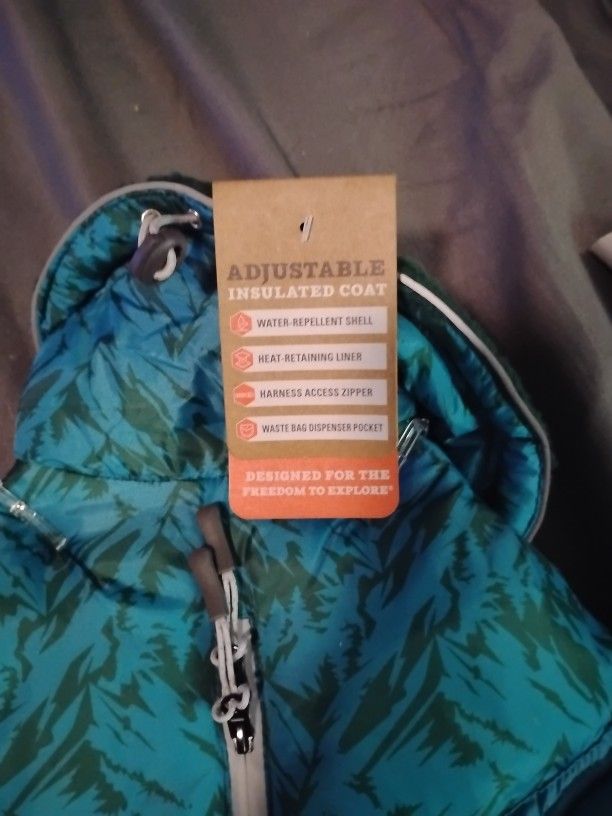 ADJUSTABLE
INSULATED COAT
WATER-REPELLENT SHELL
HEAT-RETAINING LINER
HARNESS ACCESS ZIPPER
WASTE BAG DISPENSER POCKET
DESIGNED FOR THE
FREEDOM TO EXPLORE®